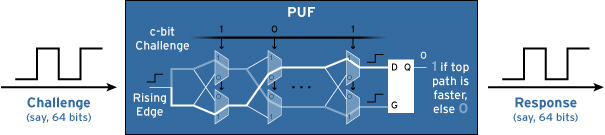 PUF
c-bit
Challenge
1
0
1
Rising
Edge
D Q
G
0
1 if top
path is
faster,
else 0
Challenge
(say, 64 bits)
Response
(say, 64 bits)